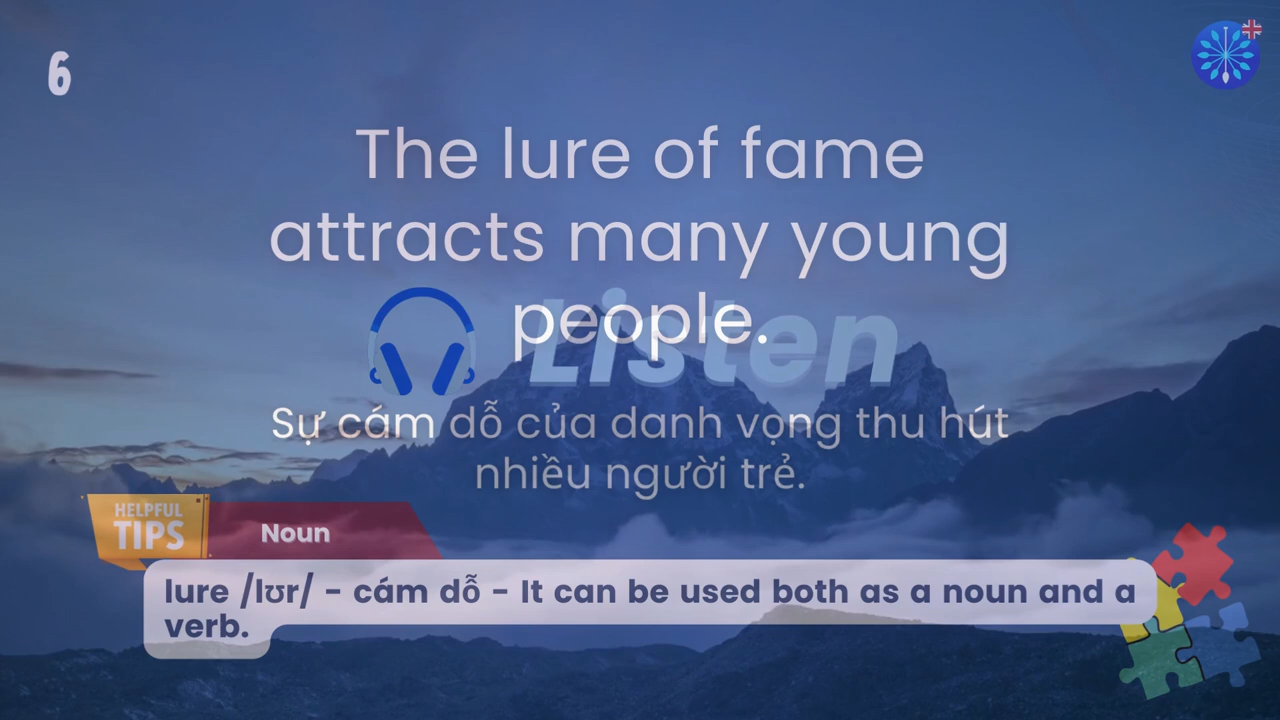 6
The lure of fame
attracts many young
people.
Listen
Sự cám dỗ của danh vọng thu hút
nhiều người trẻ.
HELPFUL
TIPS
Noun
lure /lʊr/ - cám dỗ - It can be used both as a noun and a
verb.